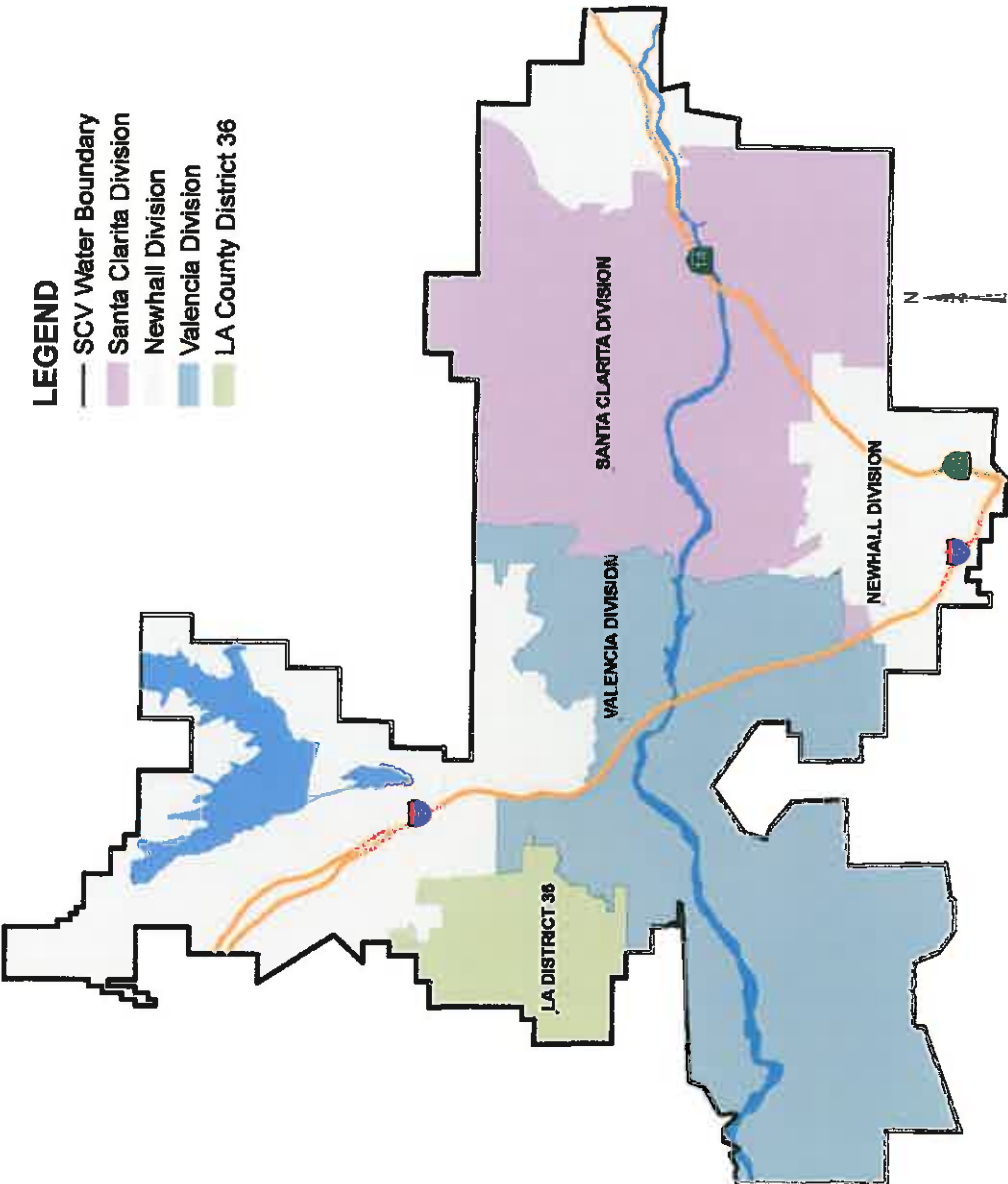 LEGEND
SCV Water Boundary
Santa Clarita Division
Newhall Division
Valencia Division
LA County District 36
LA DISTRICT 36
VALENCIA DIVISION
SANTA CLARITA DIVISION
NEWHALL DIVISION
N